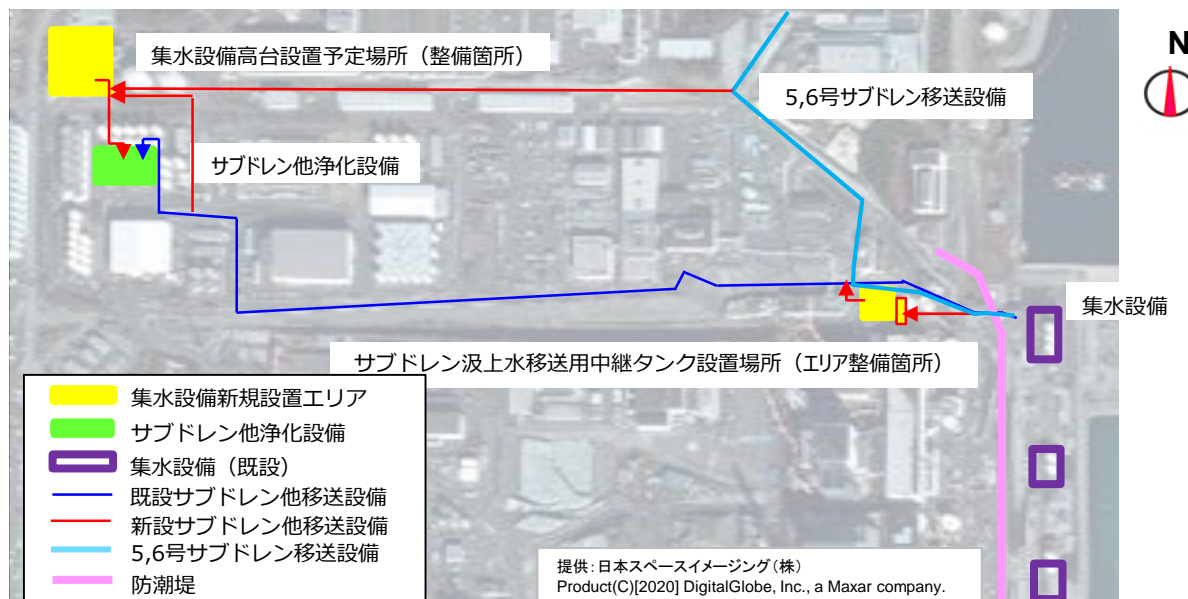 N
集水設備高台設置予定場所（整備箇所）
5,6号サブドレン移送設備
サブドレン他浄化設備
集水設備
サブドレン汲上水移送用中継タンク設置場所（エリア整備箇所）
集水設備新規設置エリア
サブドレン他浄化設備
集水設備（既設）
既設サブドレン他移送設備
新設サブドレン他移送設備
5,6号サブドレン移送設備
防潮堤
提供：日本スペースイメージング（株）
Product(C)[2020] DigitalGlobe, Inc., a Maxar company.